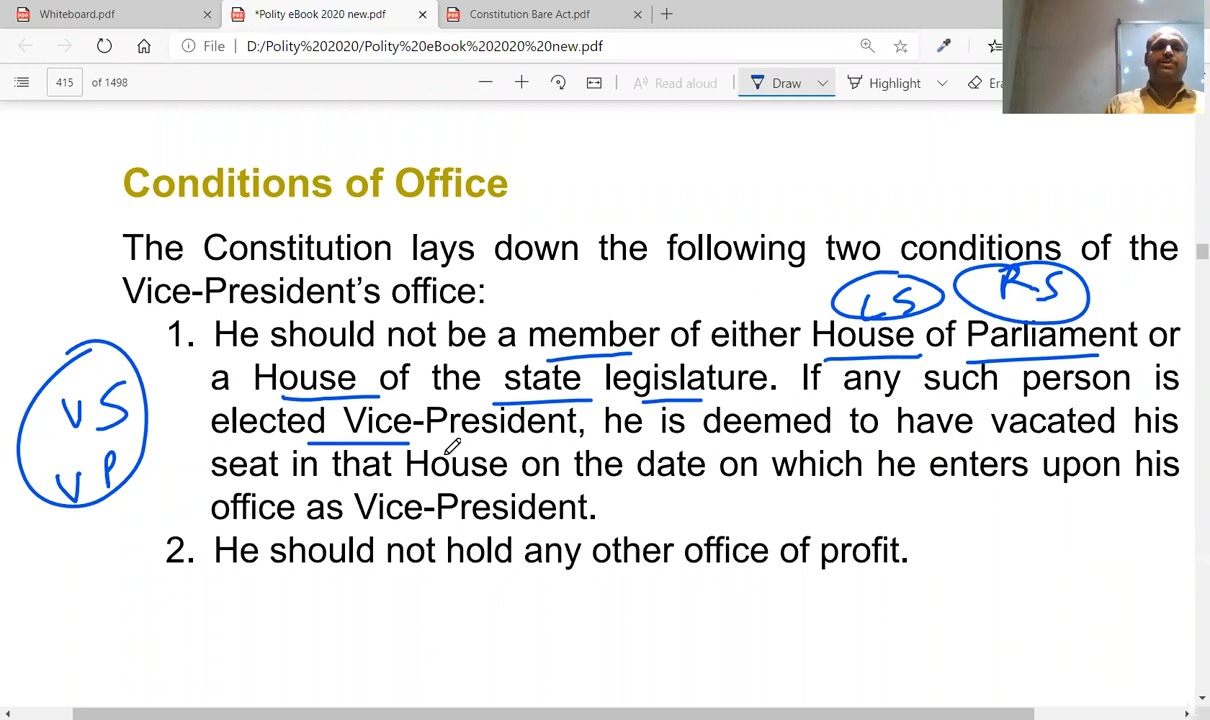 Whiteboard.pdf
*Polity eBook 2020 new.pdf
Constitution Bare Act.pdf
File D:/Polity%202020/Polity%20eBook%202020%20new.pdf
415 of 1498
Read aloud
Draw
Highlight
Era
Conditions of Office
The Constitution lays down the following two conditions of the
Vice-President’s office:
LS RS
1. He should not be a member of either House of Parliament or
a House of the state legislature. If any such person is
elected Vice-President, he is deemed to have vacated his
seat in that House on the date on which he enters upon his
office as Vice-President.
2. He should not hold any other office of profit.
VS
VP